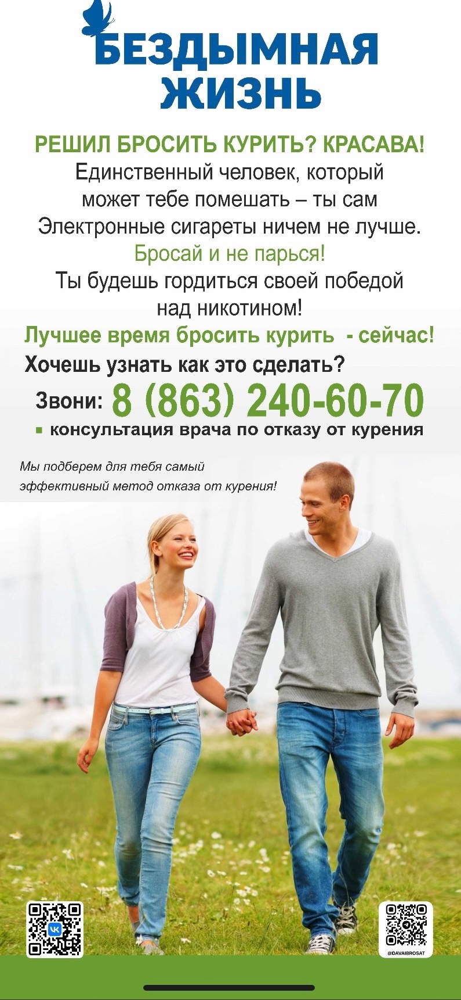 БЕЗДЫМНАЯ
ЖИЗНЬ
РЕШИЛ БРОСИТЬ КУРИТЬ? КРАСАВА!
Единственный человек, который
может тебе помешать – ты сам
Электронные сигареты ничем не лучше.
Бросай и не парься!
Ты будешь гордиться своей победой
над никотином!
Лучшее время бросить курить - сейчас!
Хочешь узнать как это сделать?
Звони: 8 (863) 240-60-70
▪ консультация врача по отказу от курения
Мы подберем для тебя самый
эффективный метод отказа от курения!
VK
@DAVAIBROSAT